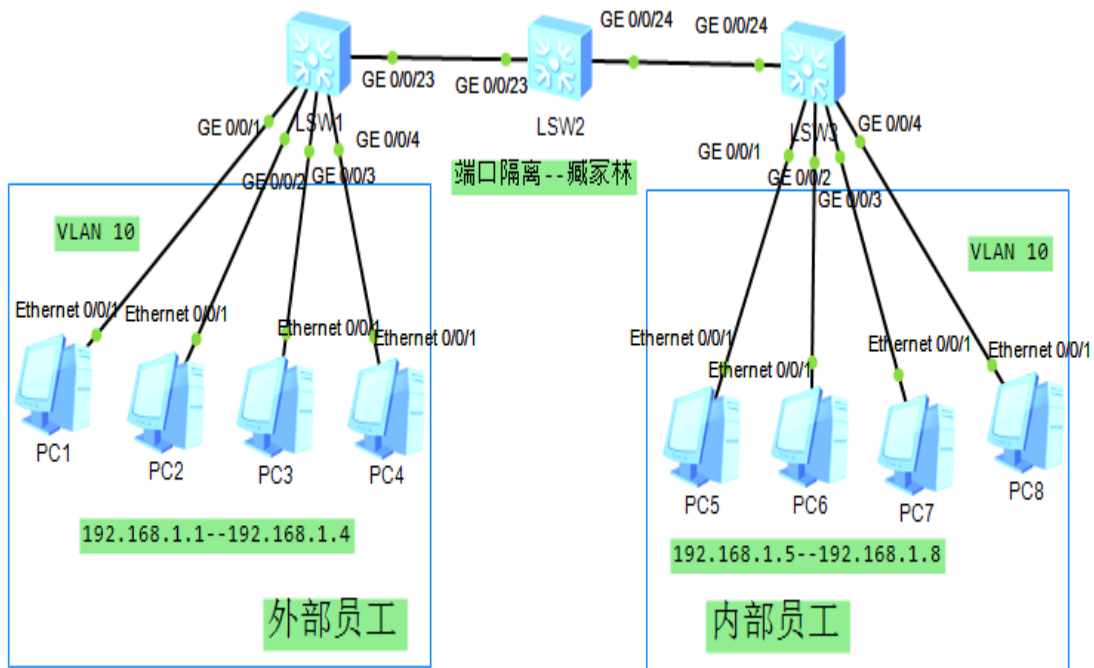 GE 0/0/24
GE 0/0/24
GE 0/0/23
GE 0/0/23
LSW1
LSW2
LSW3
GE 0/0/1
GE 0/0/2
GE 0/0/3
GE 0/0/4
GE 0/0/1
GE 0/0/2
GE 0/0/3
GE 0/0/4
端口隔离--臧冢林
VLAN 10
VLAN 10
Ethernet 0/0/1
Ethernet 0/0/1
Ethernet 0/0/1
Ethernet 0/0/1
Ethernet 0/0/1
Ethernet 0/0/1
Ethernet 0/0/1
Ethernet 0/0/1
PC1
PC2
PC3
PC4
PC5
PC6
PC7
PC8
192.168.1.1--192.168.1.4
192.168.1.5--192.168.1.8
外部员工
内部员工